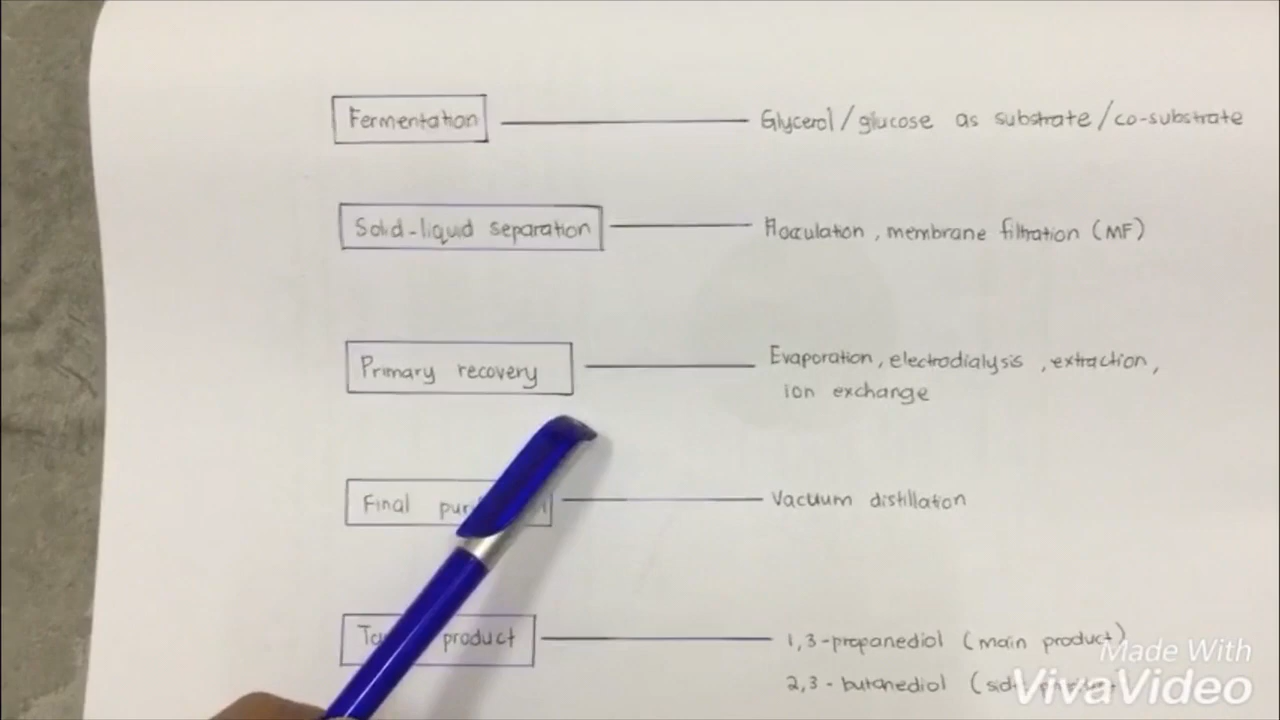 Fermentation Glycerol/glucose as substrate/co-substrate
Solid-liquid separation Flocculation, membrane filtration (MF)
Primary recovery Evaporation, electrodialysis, extraction,
ion exchange
Final Vacuum distillation
product 1,3-propanediol (main product)
2,3-butanediol
Made With
VivaVideo